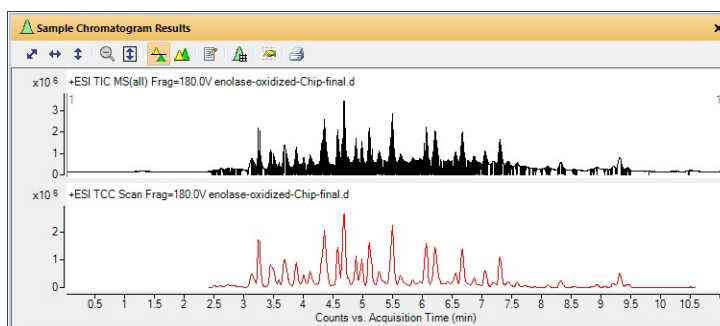 Sample Chromatogram Results
x10 6 +ESI TIC MS(all) Frag=180.0V enolase-oxidized-Chip-final.d
1 1
3
2
1
0
x10 6 +ESI TCC Scan Frag=180.0V enolase-oxidized-Chip-final.d
2
1
0
0.5 1 1.5 2 2.5 3 3.5 4 4.5 5 5.5 6 6.5 7 7.5 8 8.5 9 9.5 10 10.5
Counts vs. Acquisition Time (min)